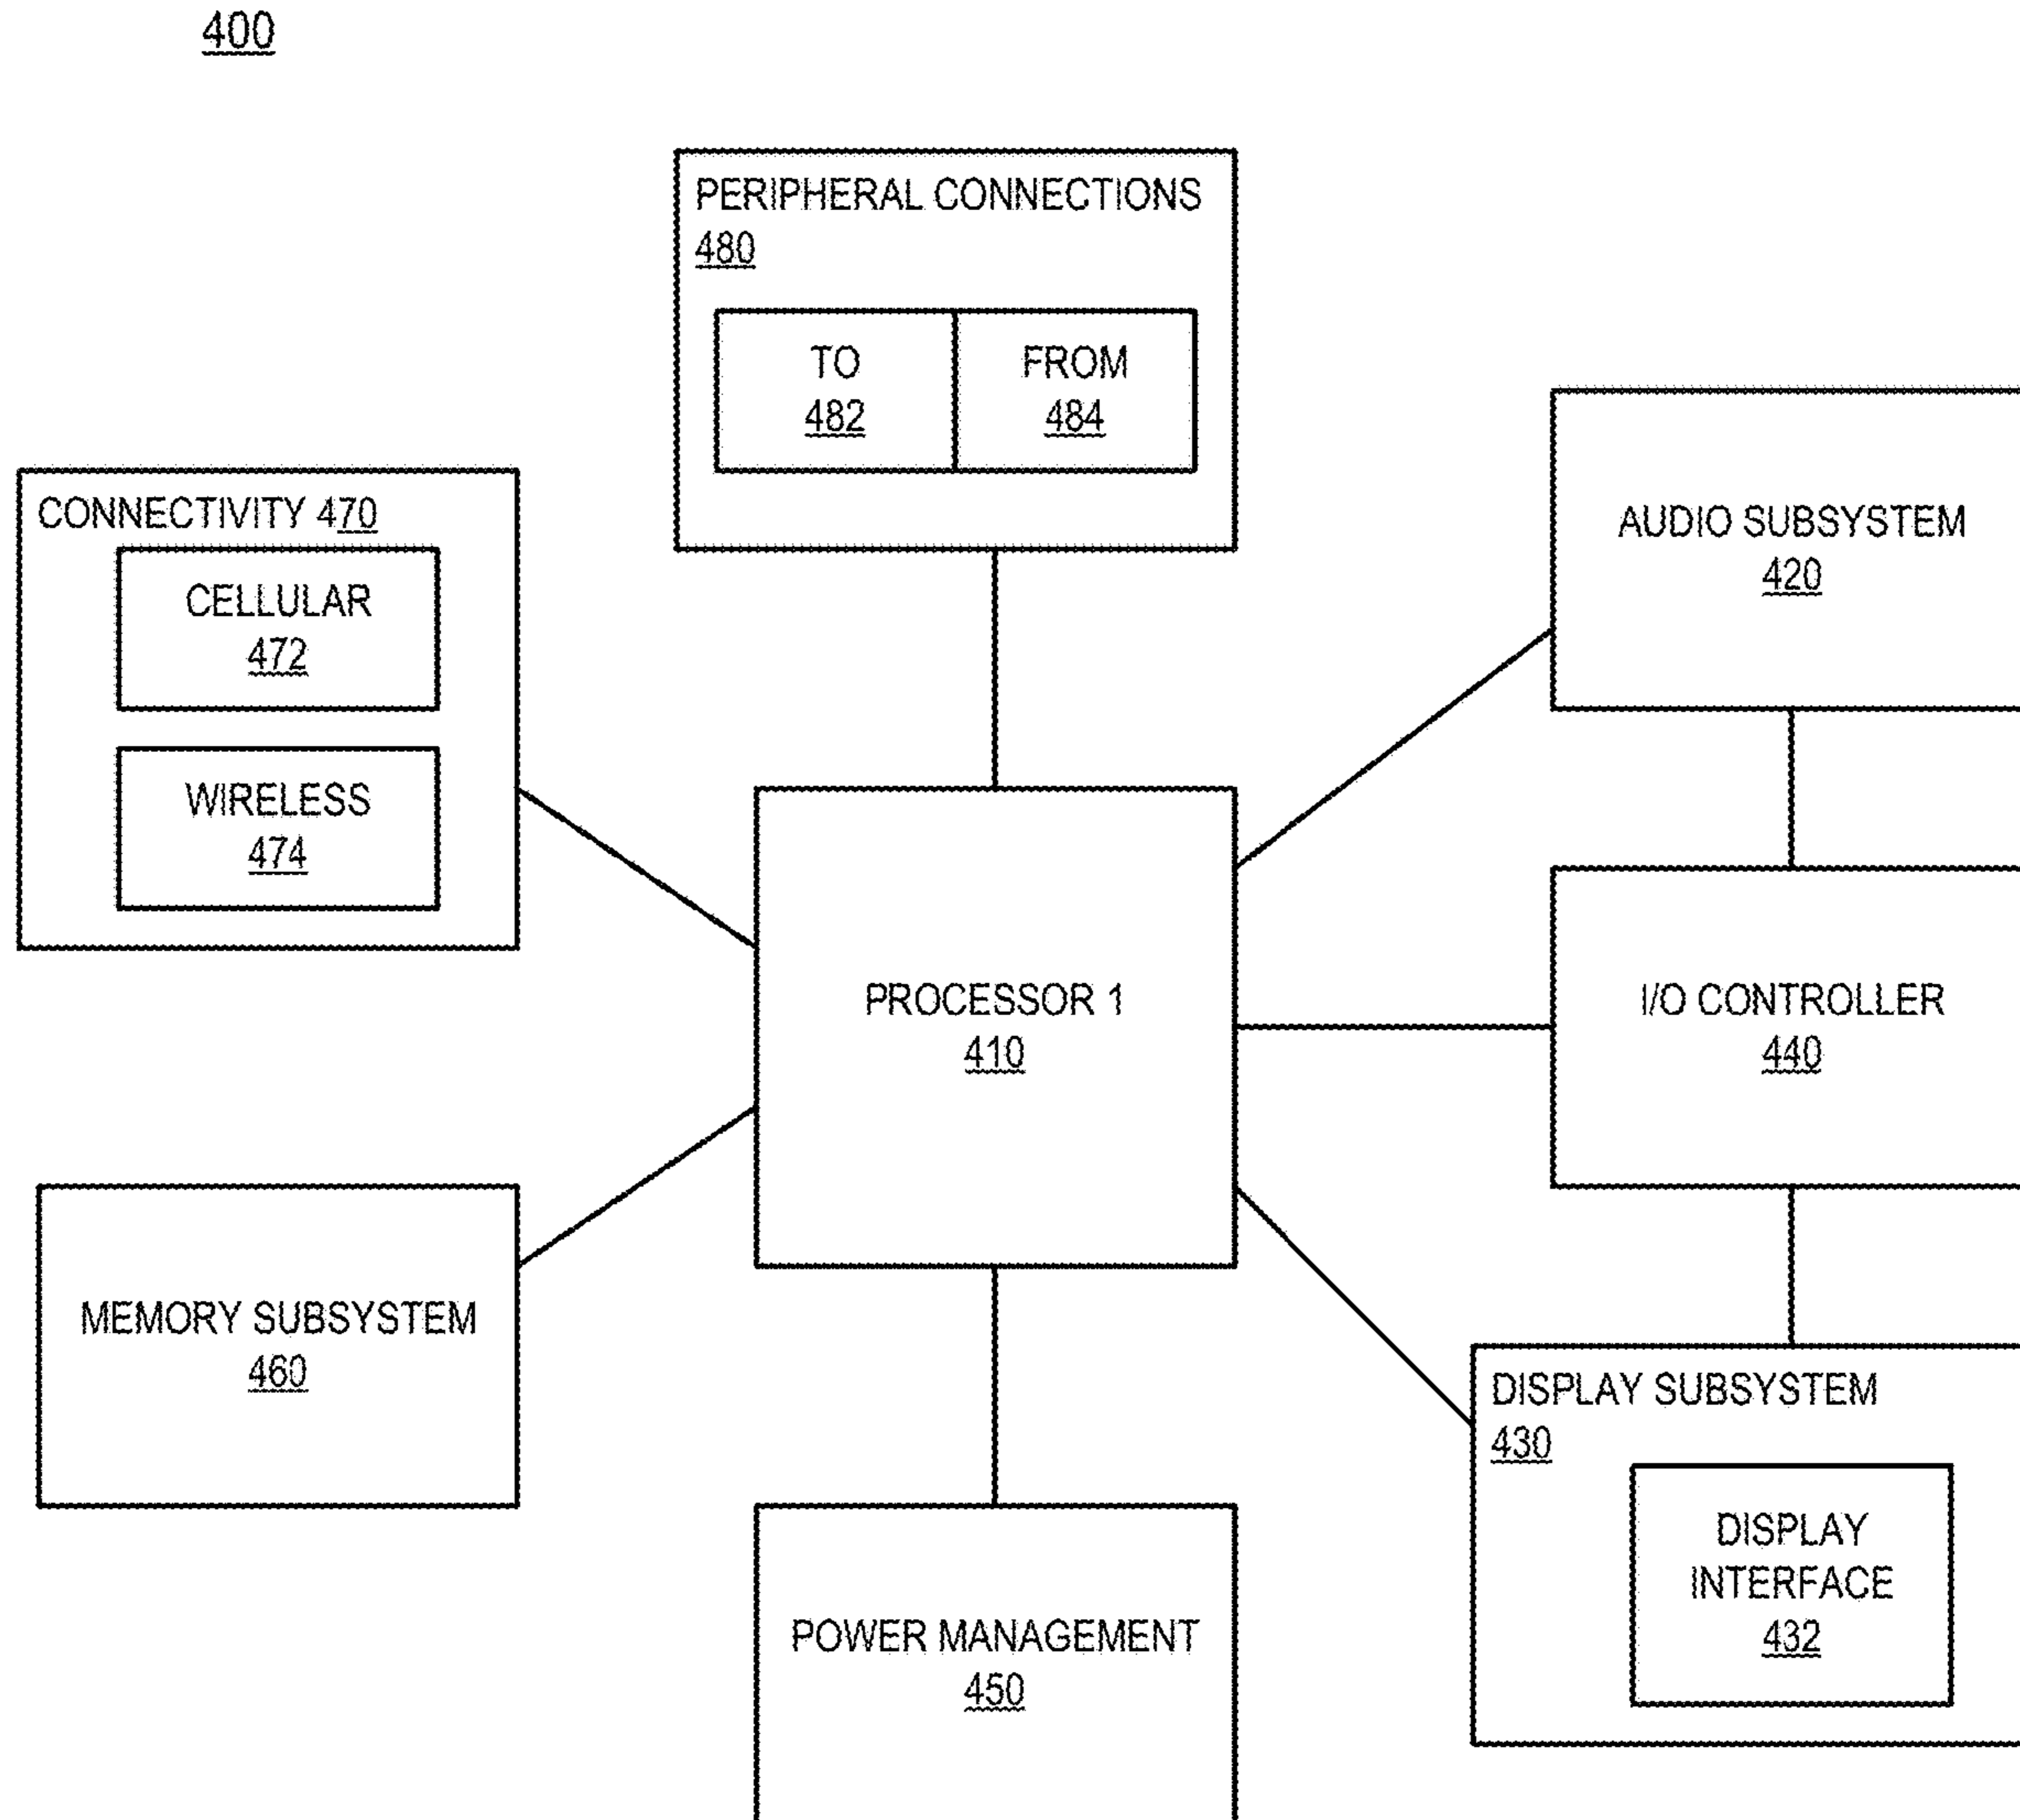 400
PERIPHERAL CONNECTIONS
480
TO
482
FROM
484
CONNECTIVITY 470
CELLULAR
472
WIRELESS
474
AUDIO SUBSYSTEM
420
PROCESSOR 1
410
I/O CONTROLLER
440
MEMORY SUBSYSTEM
460
DISPLAY SUBSYSTEM
430
DISPLAY
INTERFACE
432
POWER MANAGEMENT
450